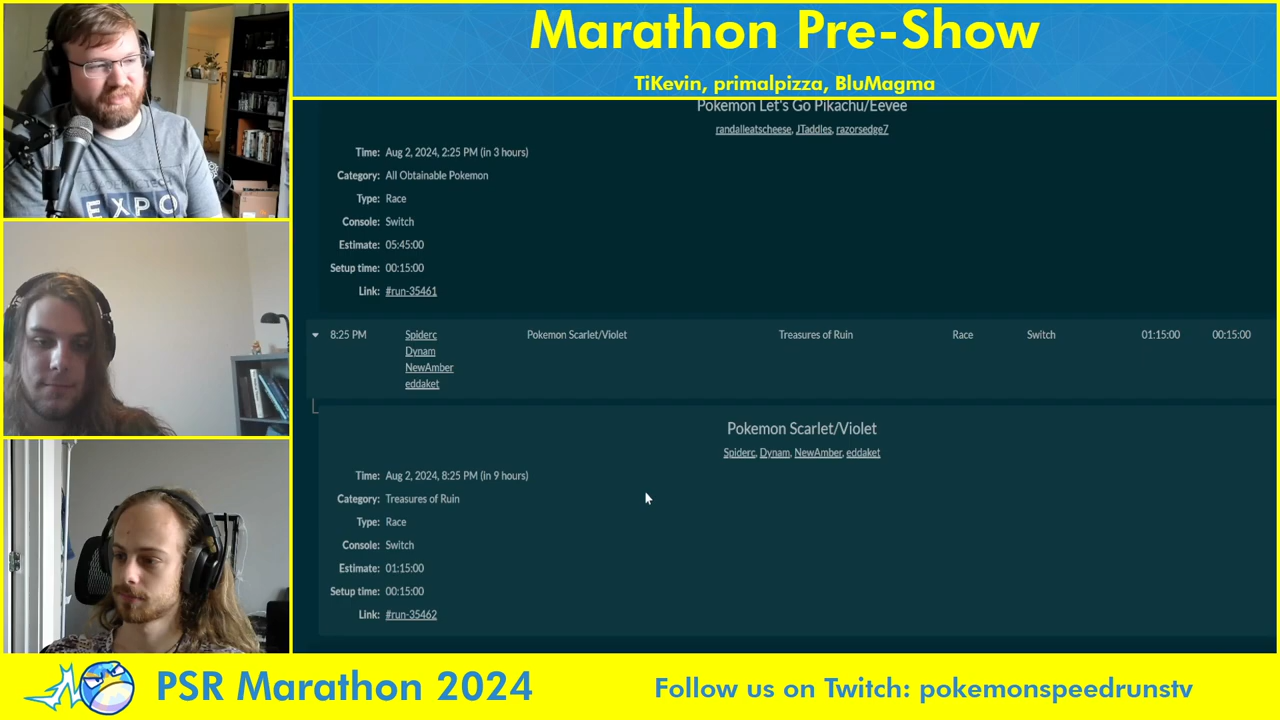 Marathon Pre-Show
TiKevin, primalpizza, BluMagma
EXPO
Pokemon Let's Go Pikachu/Eevee
randalleatscheese, JTaddles, razorsedge7
Time: Aug 2, 2024, 2:25 PM (in 3 hours)
Category: All Obtainable Pokemon
Type: Race
Console: Switch
Estimate: 05:45:00
Setup time: 00:15:00
Link: #run-35461
8:25 PM Spiderc Pokemon Scarlet/Violet Treasures of Ruin Race Switch 01:15:00 00:15:00
Dynam
NewAmber
eddaket
Pokemon Scarlet/Violet
Spiderc, Dynam, NewAmber, eddaket
Time: Aug 2, 2024, 8:25 PM (in 9 hours)
Category: Treasures of Ruin
Type: Race
Console: Switch
Estimate: 01:15:00
Setup time: 00:15:00
Link: #run-35462
PSR Marathon 2024
Follow us on Twitch: pokemonspeedrunstv